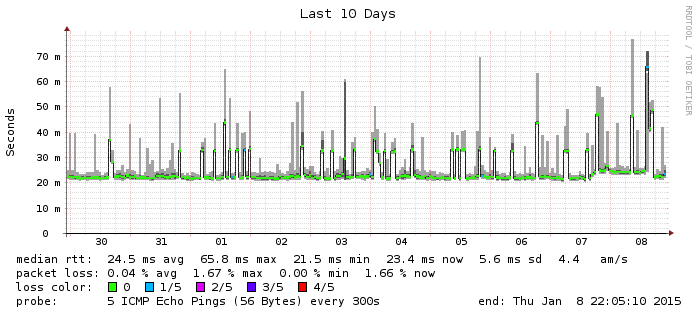 Last 10 Days
RRDTOOL / TOBI OETIKER
Seconds
70 m
60 m
50 m
40 m
30 m
20 m
10 m
0
30 31 01 02 03 04 05 06 07 08
median rtt: 24.5 ms avg 65.8 ms max 21.5 ms min 23.4 ms now 5.6 ms sd 4.4 am/s
packet loss: 0.04 % avg 1.67 % max 0.00 % min 1.66 % now
loss color: 0 1/5 2/5 3/5 4/5
probe: 5 ICMP Echo Pings (56 Bytes) every 300s end: Thu Jan 8 22:05:10 2015